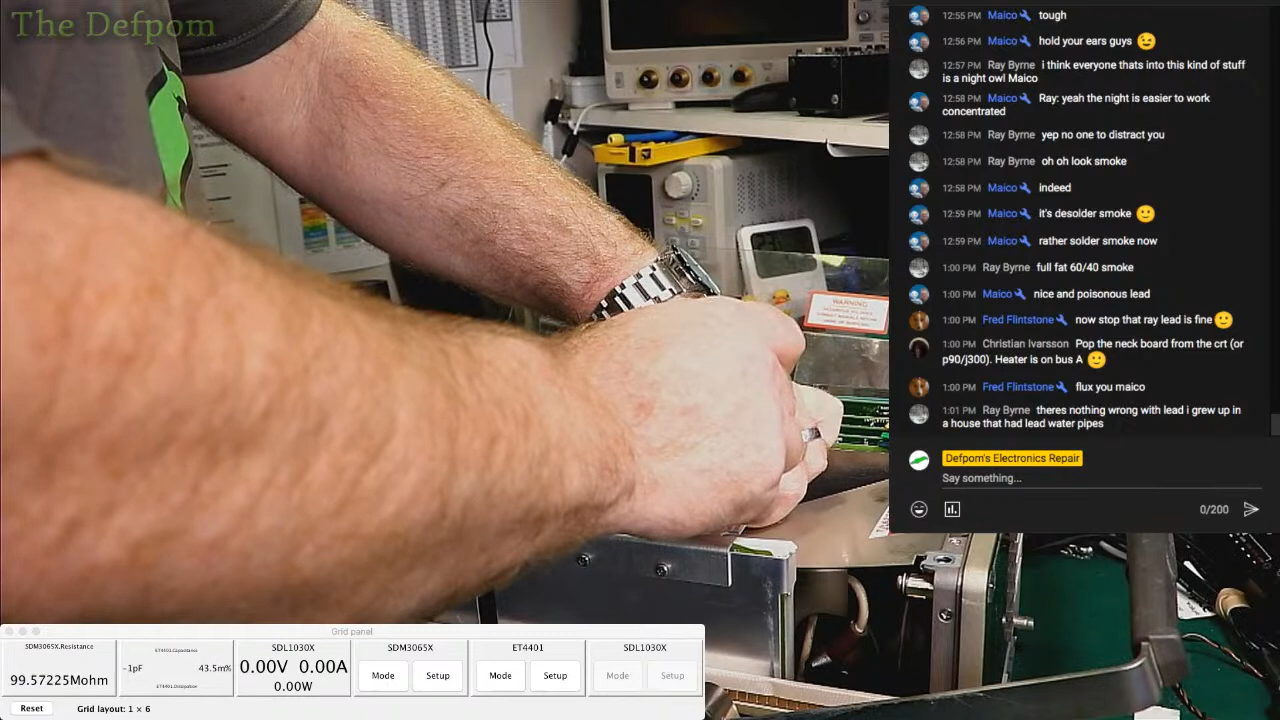 The Defpom
12:55 PM Maico tough
12:56 PM Maico hold your ears guys 😉
12:57 PM Ray Byrne i think everyone thats into this kind of stuff
is a night owl Maico
12:58 PM Maico Ray: yeah the night is easier to work
concentrated
12:58 PM Ray Byrne yep no one to distract you
12:58 PM Ray Byrne oh oh look smoke
12:58 PM Maico indeed
12:59 PM Maico it's desolder smoke 🙂
12:59 PM Maico rather solder smoke now
1:00 PM Ray Byrne full fat 60/40 smoke
1:00 PM Maico nice and poisonous lead
1:00 PM Fred Flintstone now stop that ray lead is fine 🙂
1:00 PM Christian Ivarsson Pop the neck board from the crt (or
p90/j300). Heater is on bus A 🙂
1:00 PM Fred Flintstone flux you maico
1:01 PM Ray Byrne theres nothing wrong with lead i grew up in
a house that had lead water pipes
Defpom's Electronics Repair
Say something...
0/200
WARNING
Grid panel
SDM3065X.Resistance
99.57225Mohm
ET4401.Capacitance
-1pF 43.5m%
ET4401.Dissipation
SDL1030X
0.00V 0.00A
0.00W
SDM3065X
Mode Setup
ET4401
Mode Setup
SDL1030X
Mode Setup
Reset Grid layout: 1 × 6